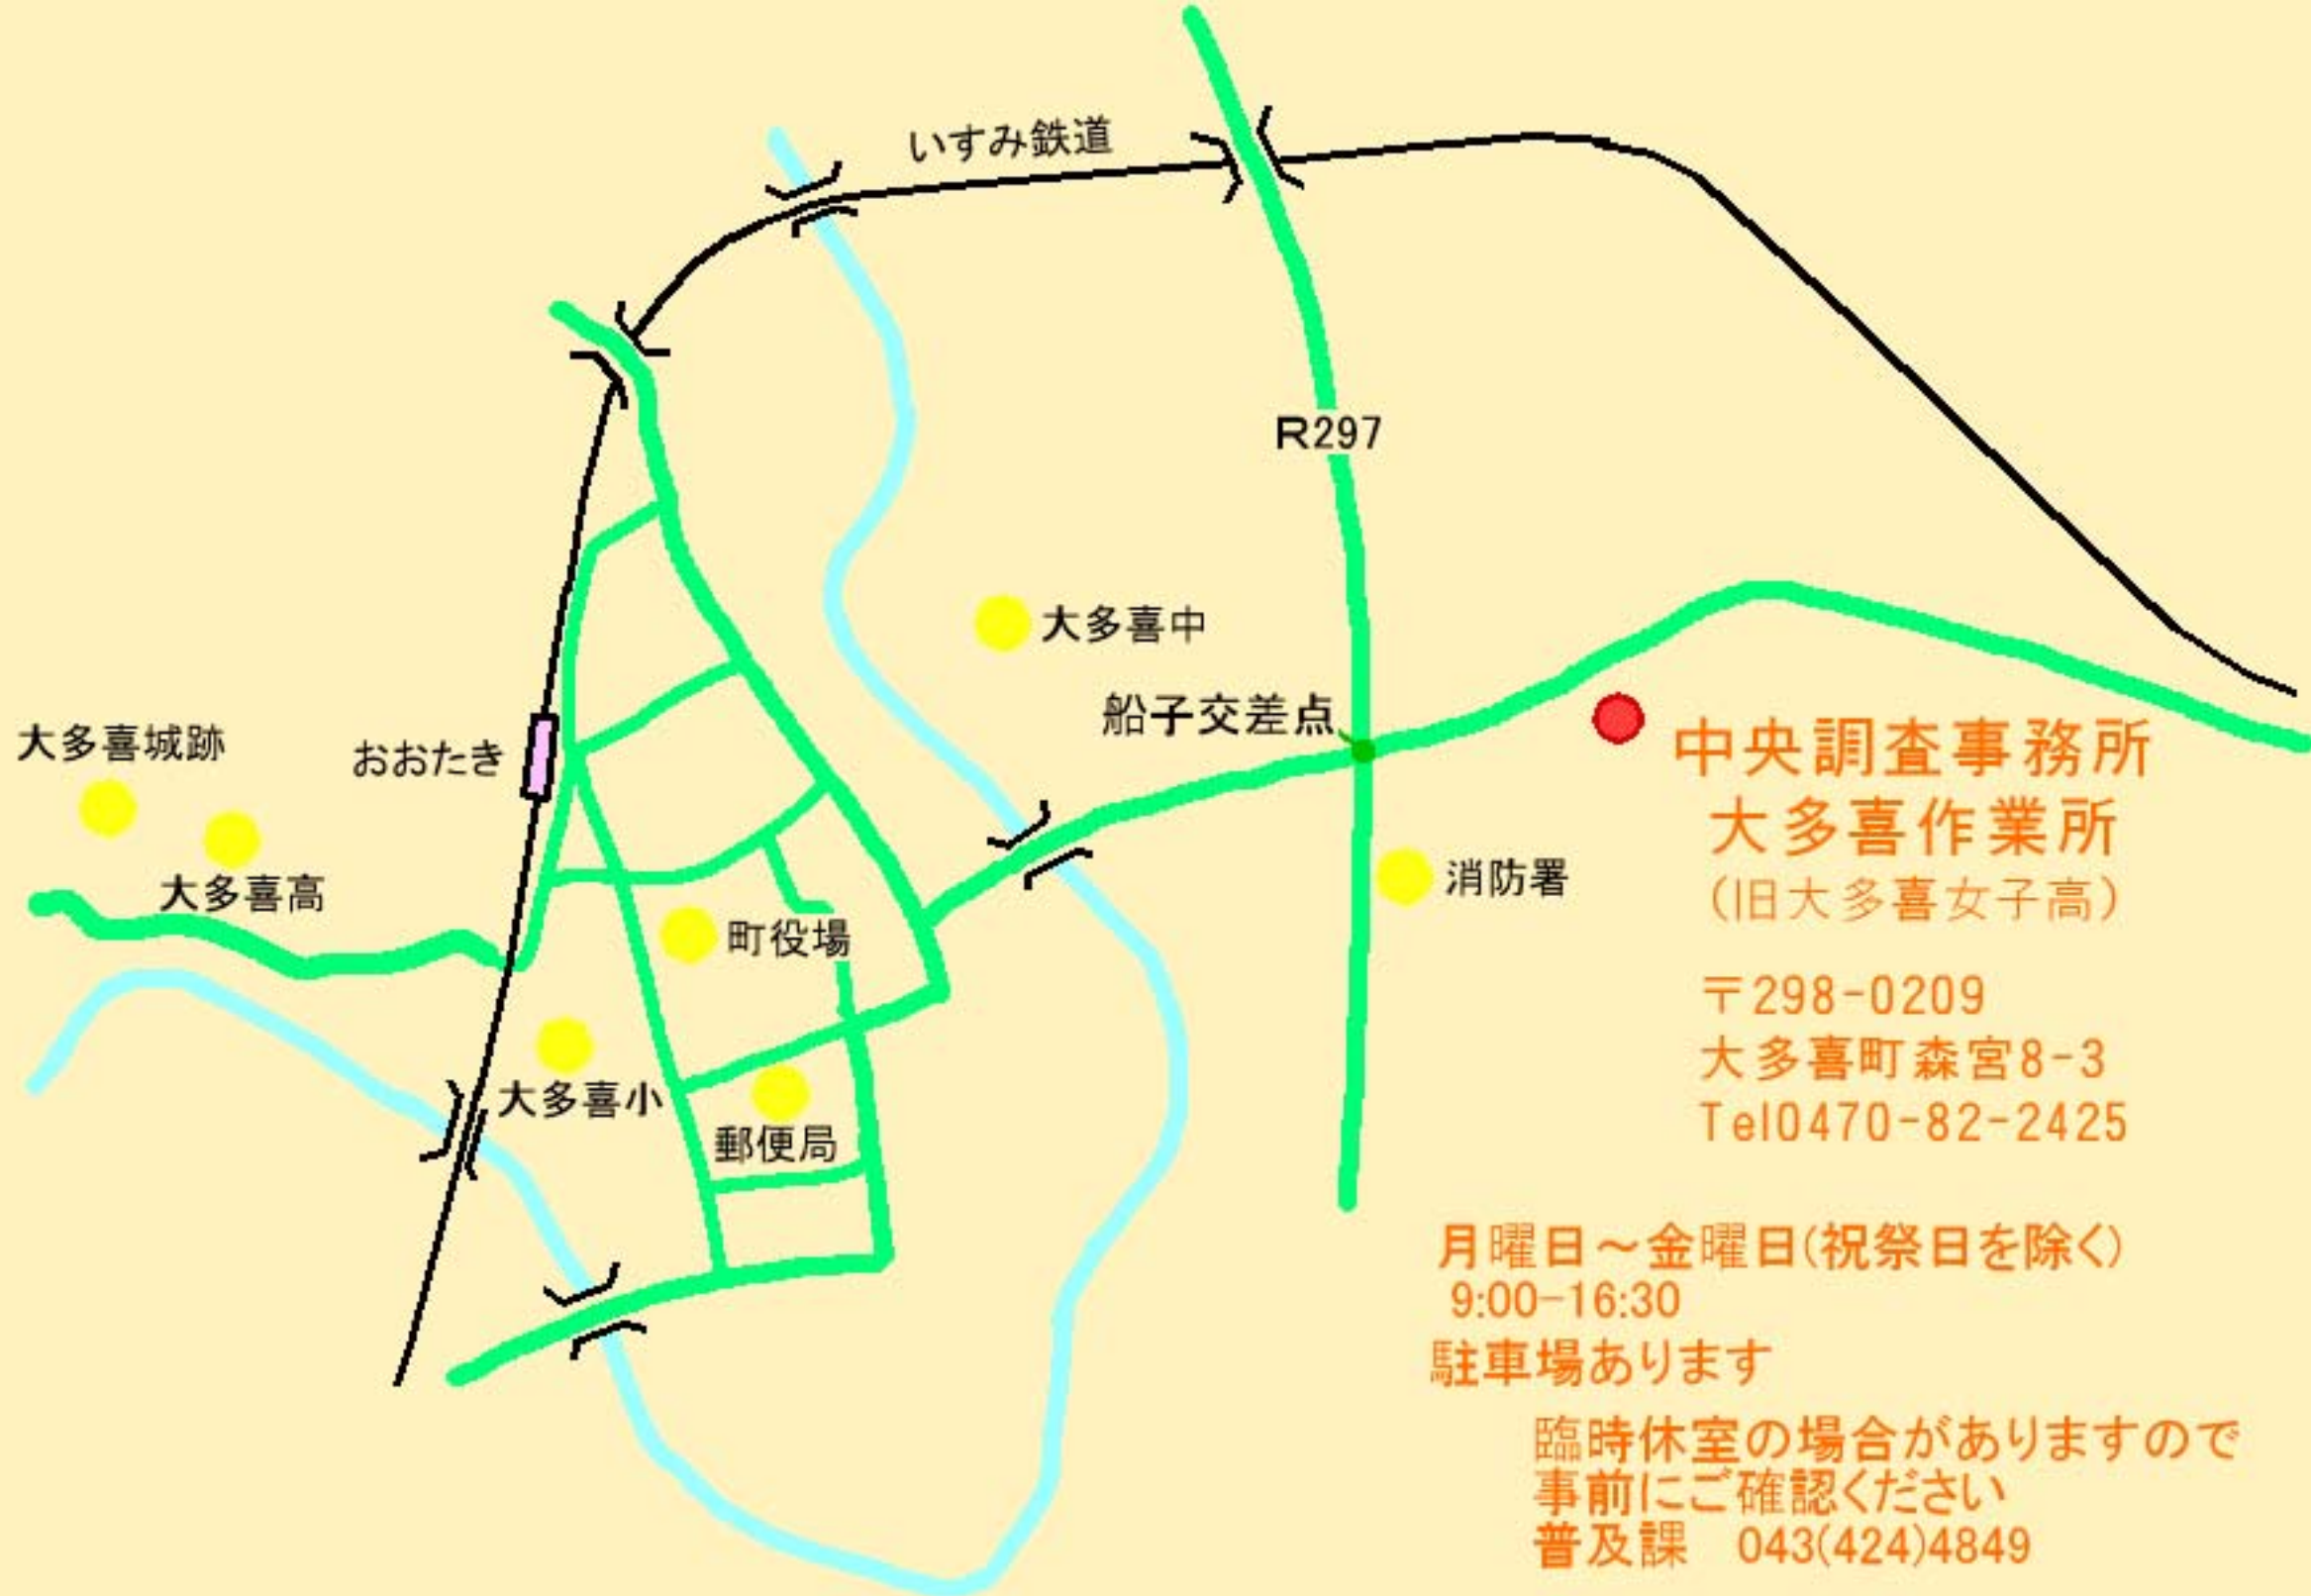 いすみ鉄道
R297
大多喜中
船子交差点
大多喜城跡
おおたき
大多喜高
消防署
町役場
大多喜小
郵便局
中央調査事務所
大多喜作業所
(旧大多喜女子高)
〒298-0209
大多喜町森宮8-3
Tel0470-82-2425
月曜日～金曜日(祝祭日を除く)
9:00-16:30
駐車場あります
臨時休室の場合がありますので
事前にご確認ください
普及課　043(424)4849